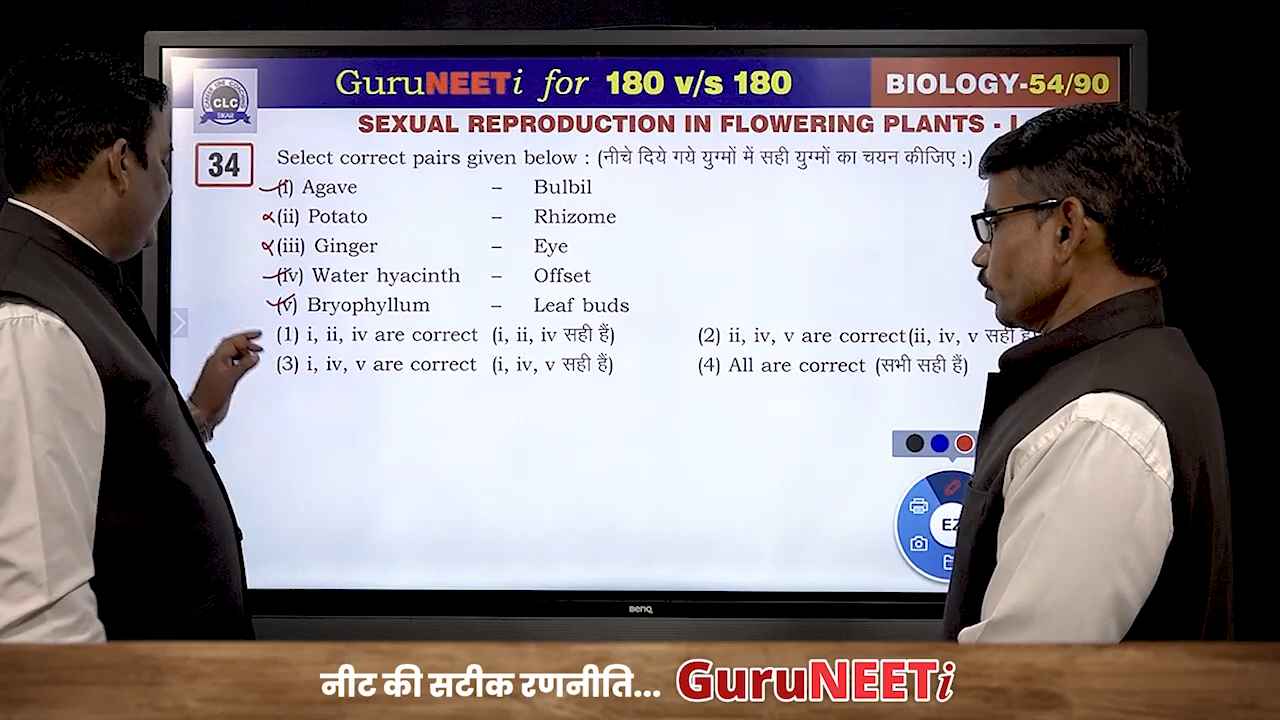 GuruNEETi for 180 v/s 180
BIOLOGY-54/90
CLC
SIKAR
SEXUAL REPRODUCTION IN FLOWERING PLANTS -
34
Select correct pairs given below : (नीचे दिये गये युग्मों में सही युग्मों का चयन कीजिए :)
(i) Agave – Bulbil
(ii) Potato – Rhizome
(iii) Ginger – Eye
(iv) Water hyacinth – Offset
(v) Bryophyllum – Leaf buds
(1) i, ii, iv are correct (i, ii, iv सही हैं) (2) ii, iv, v are correct(ii, iv, v सही
(3) i, iv, v are correct (i, iv, v सही हैं) (4) All are correct (सभी सही हैं)
BenQ
नीट की सटीक रणनीति... GuruNEETi